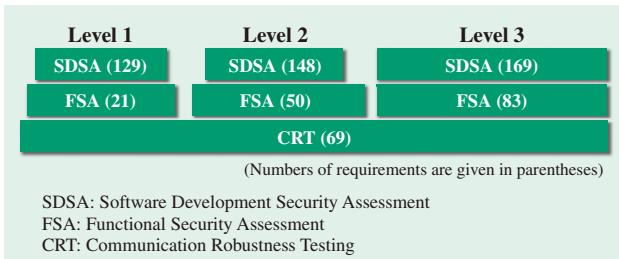 Level 1 Level 2 Level 3
SDSA (129) SDSA (148) SDSA (169)
FSA (21) FSA (50) FSA (83)
CRT (69)
(Numbers of requirements are given in parentheses)
SDSA: Software Development Security Assessment
FSA: Functional Security Assessment
CRT: Communication Robustness Testing